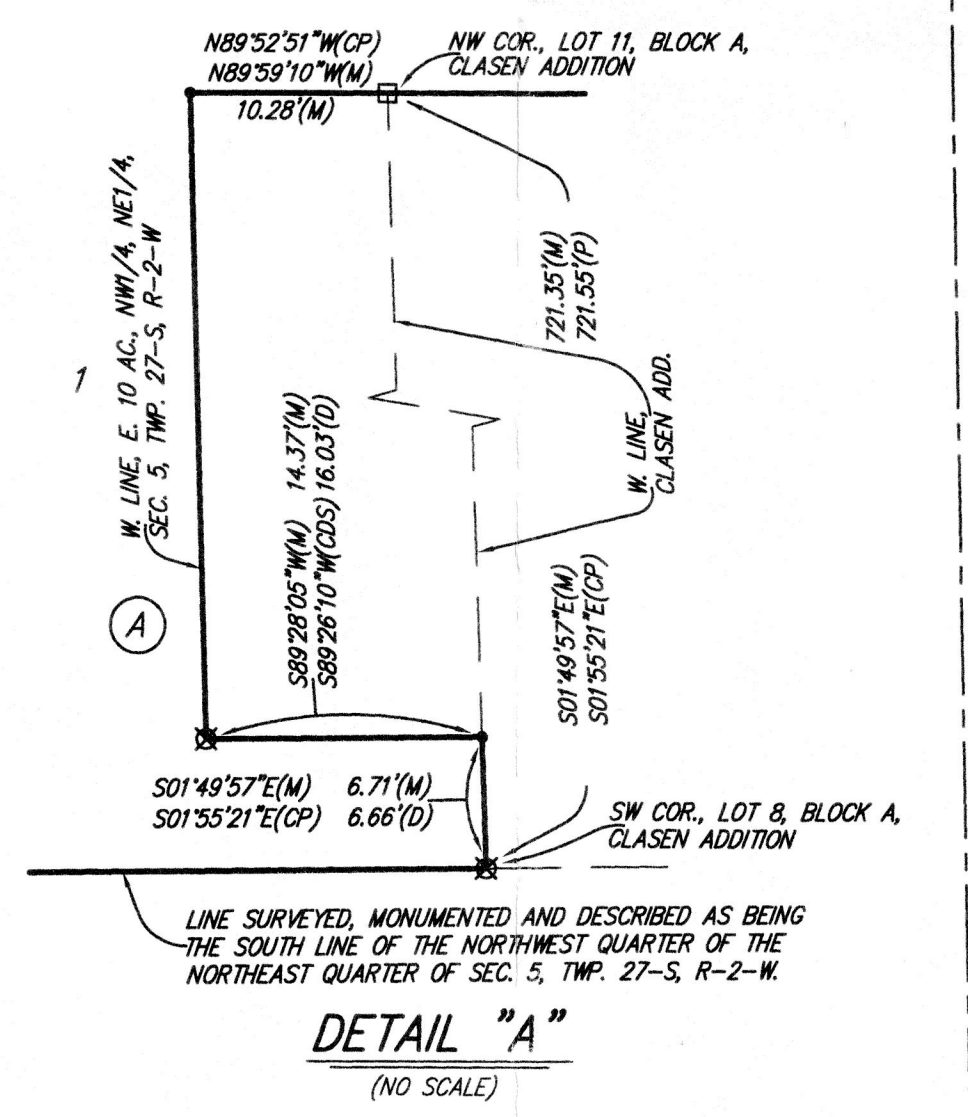 N89°52'51"W(CP)
N89°59'10"W(M)
10.28'(M)
NW COR., LOT 11, BLOCK A,
CLASEN ADDITION
W. LINE, E. 10 AC., NW1/4, NE1/4,
SEC. 5, TWP. 27-S, R-2-W
1
721.35'(M)
721.55'(P)
W. LINE,
CLASEN ADD.
S89°28'05"W(M) 14.37'(M)
S89°26'10"W(CDS) 16.03'(D)
S01°49'57"E(M)
S01°55'21"E(CP)
A
S01°49'57"E(M) 6.71'(M)
S01°55'21"E(CP) 6.66'(D)
SW COR., LOT 8, BLOCK A,
CLASEN ADDITION
LINE SURVEYED, MONUMENTED AND DESCRIBED AS BEING
THE SOUTH LINE OF THE NORTHWEST QUARTER OF THE
NORTHEAST QUARTER OF SEC. 5, TWP. 27-S, R-2-W.
DETAIL "A"
(NO SCALE)